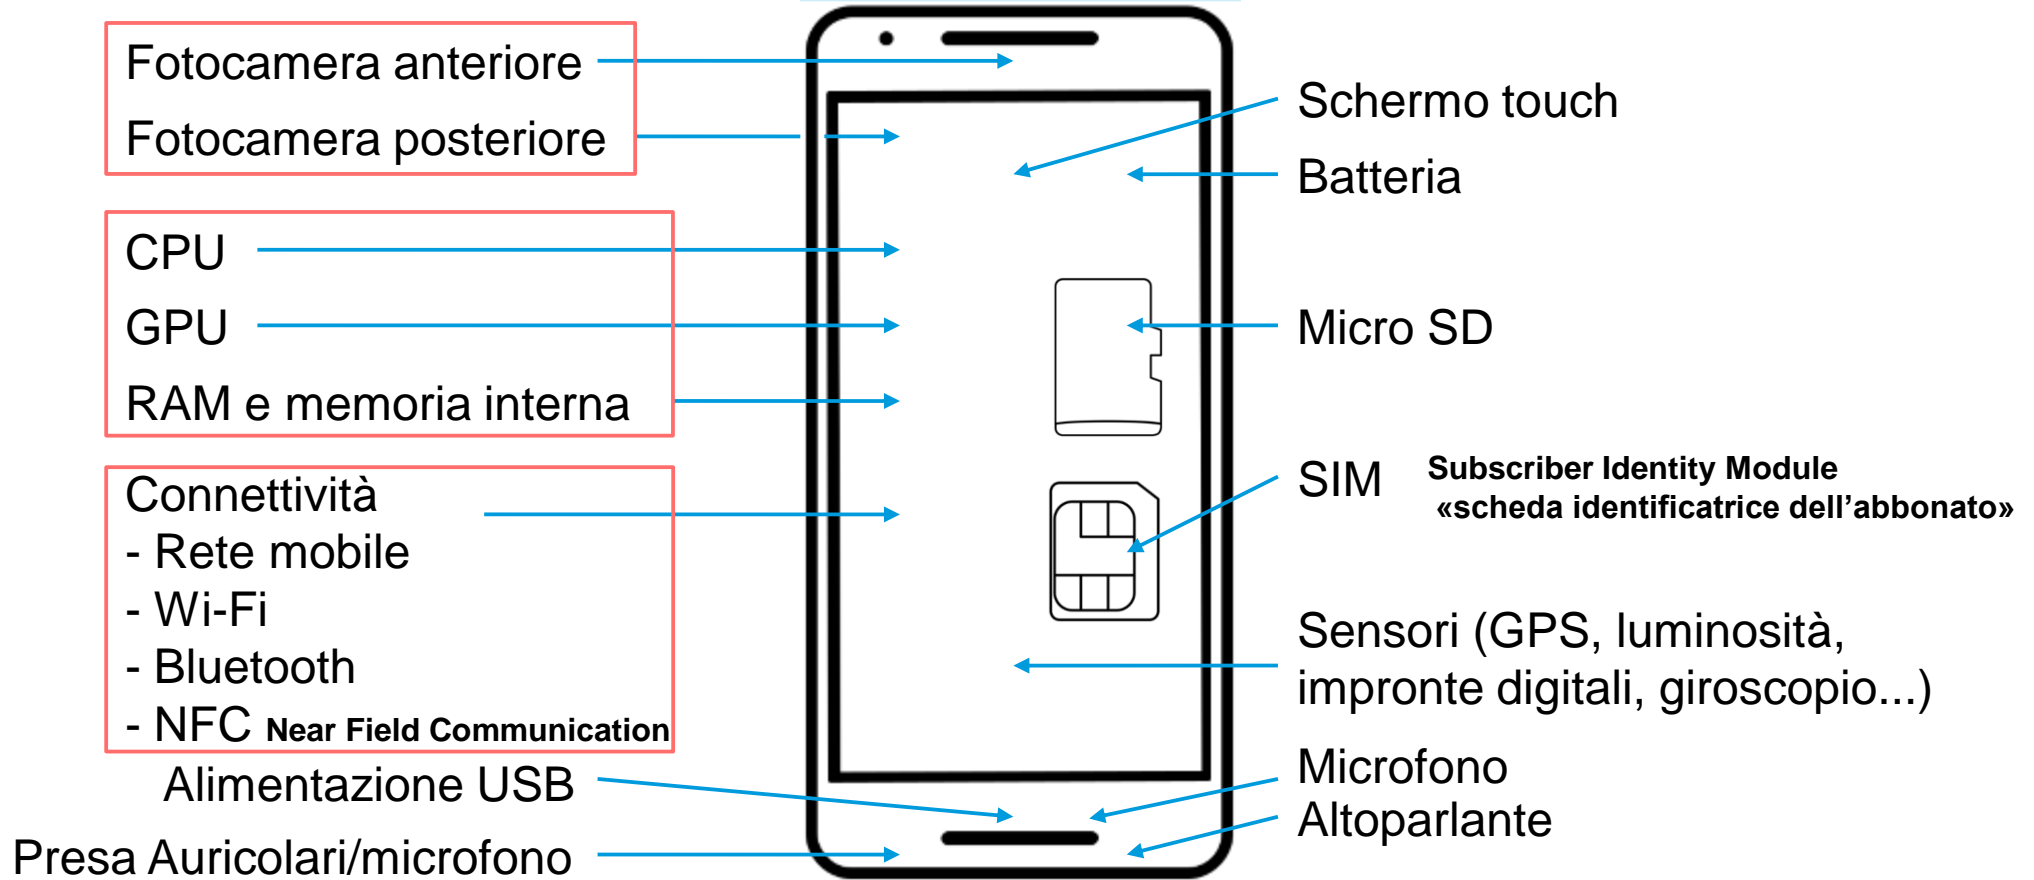 Fotocamera anteriore
Fotocamera posteriore
CPU
GPU
RAM e memoria interna
Connettività
- Rete mobile
- Wi-Fi
- Bluetooth
- NFC Near Field Communication
Alimentazione USB
Presa Auricolari/microfono
Schermo touch
Batteria
Micro SD
SIM Subscriber Identity Module
«scheda identificatrice dell'abbonato»
Sensori (GPS, luminosità,
impronte digitali, giroscopio...)
Microfono
Altoparlante